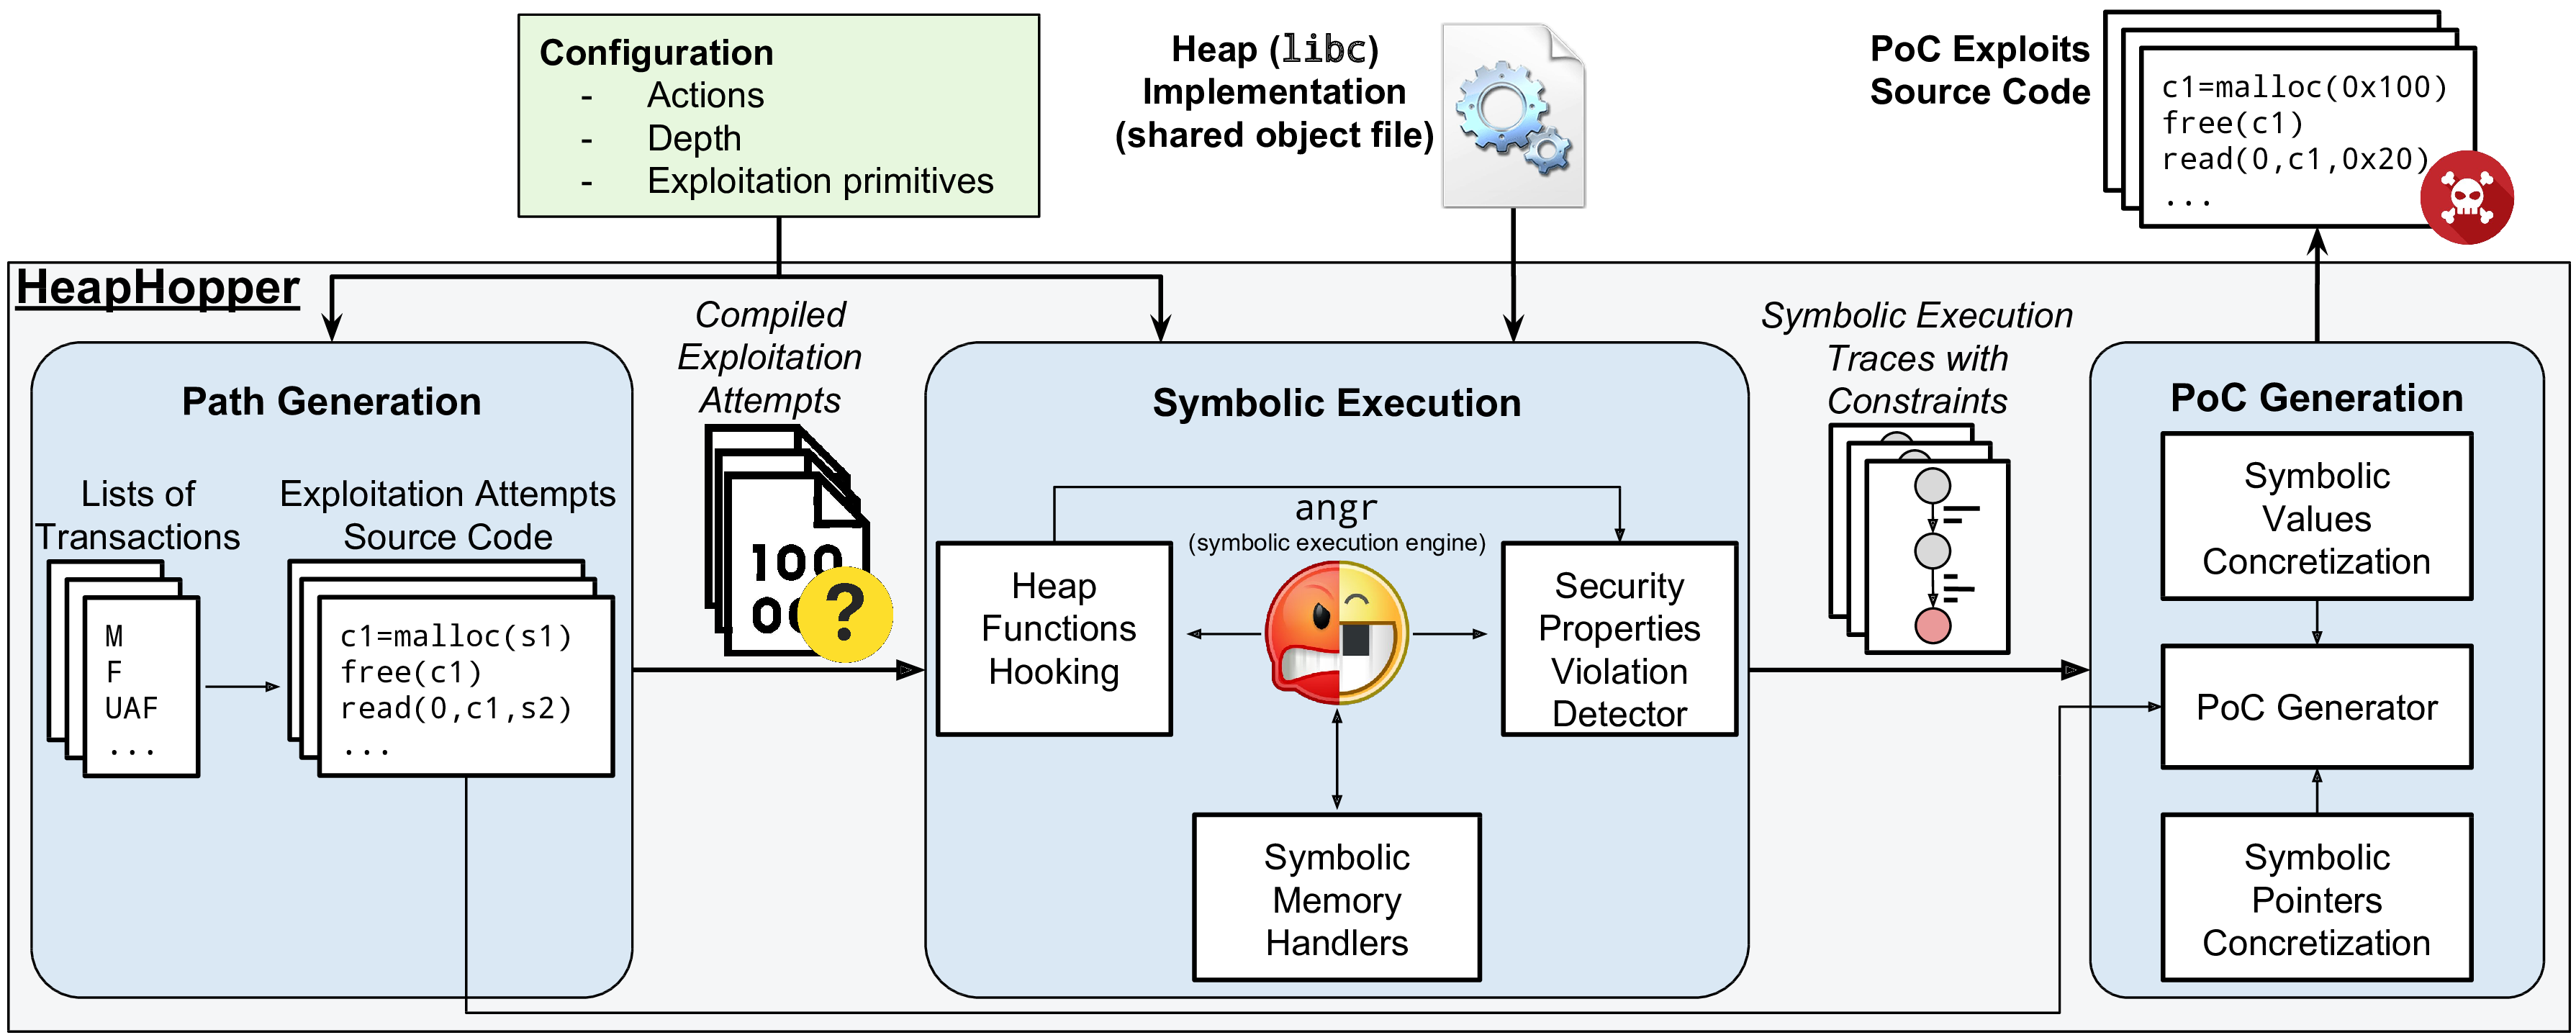 Configuration
- Actions
- Depth
- Exploitation primitives
Heap (libc)
Implementation
(shared object file)
PoC Exploits
Source Code
c1=malloc(0x100)
free(c1)
read(0,c1,0x20)
...
HeapHopper
Path Generation
Lists of
Transactions
M
F
UAF
...
Exploitation Attempts
Source Code
c1=malloc(s1)
free(c1)
read(0,c1,s2)
...
Compiled
Exploitation
Attempts
100
?
Symbolic Execution
angr
(symbolic execution engine)
Heap
Functions
Hooking
Security
Properties
Violation
Detector
Symbolic
Memory
Handlers
Symbolic Execution
Traces with
Constraints
PoC Generation
Symbolic
Values
Concretization
PoC Generator
Symbolic
Pointers
Concretization